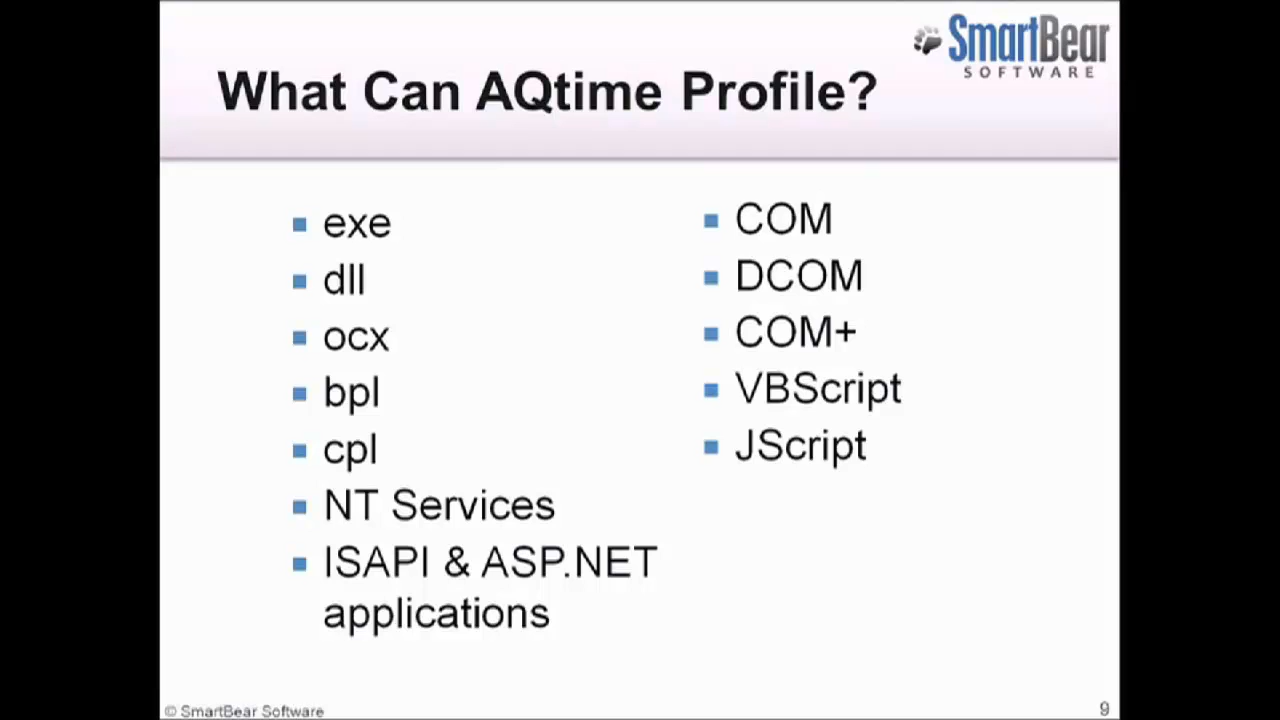 SmartBear
SOFTWARE
What Can AQtime Profile?
exe
dll
ocx
bpl
cpl
NT Services
ISAPI & ASP.NET
applications
COM
DCOM
COM+
VBScript
JScript
© SmartBear Software
9